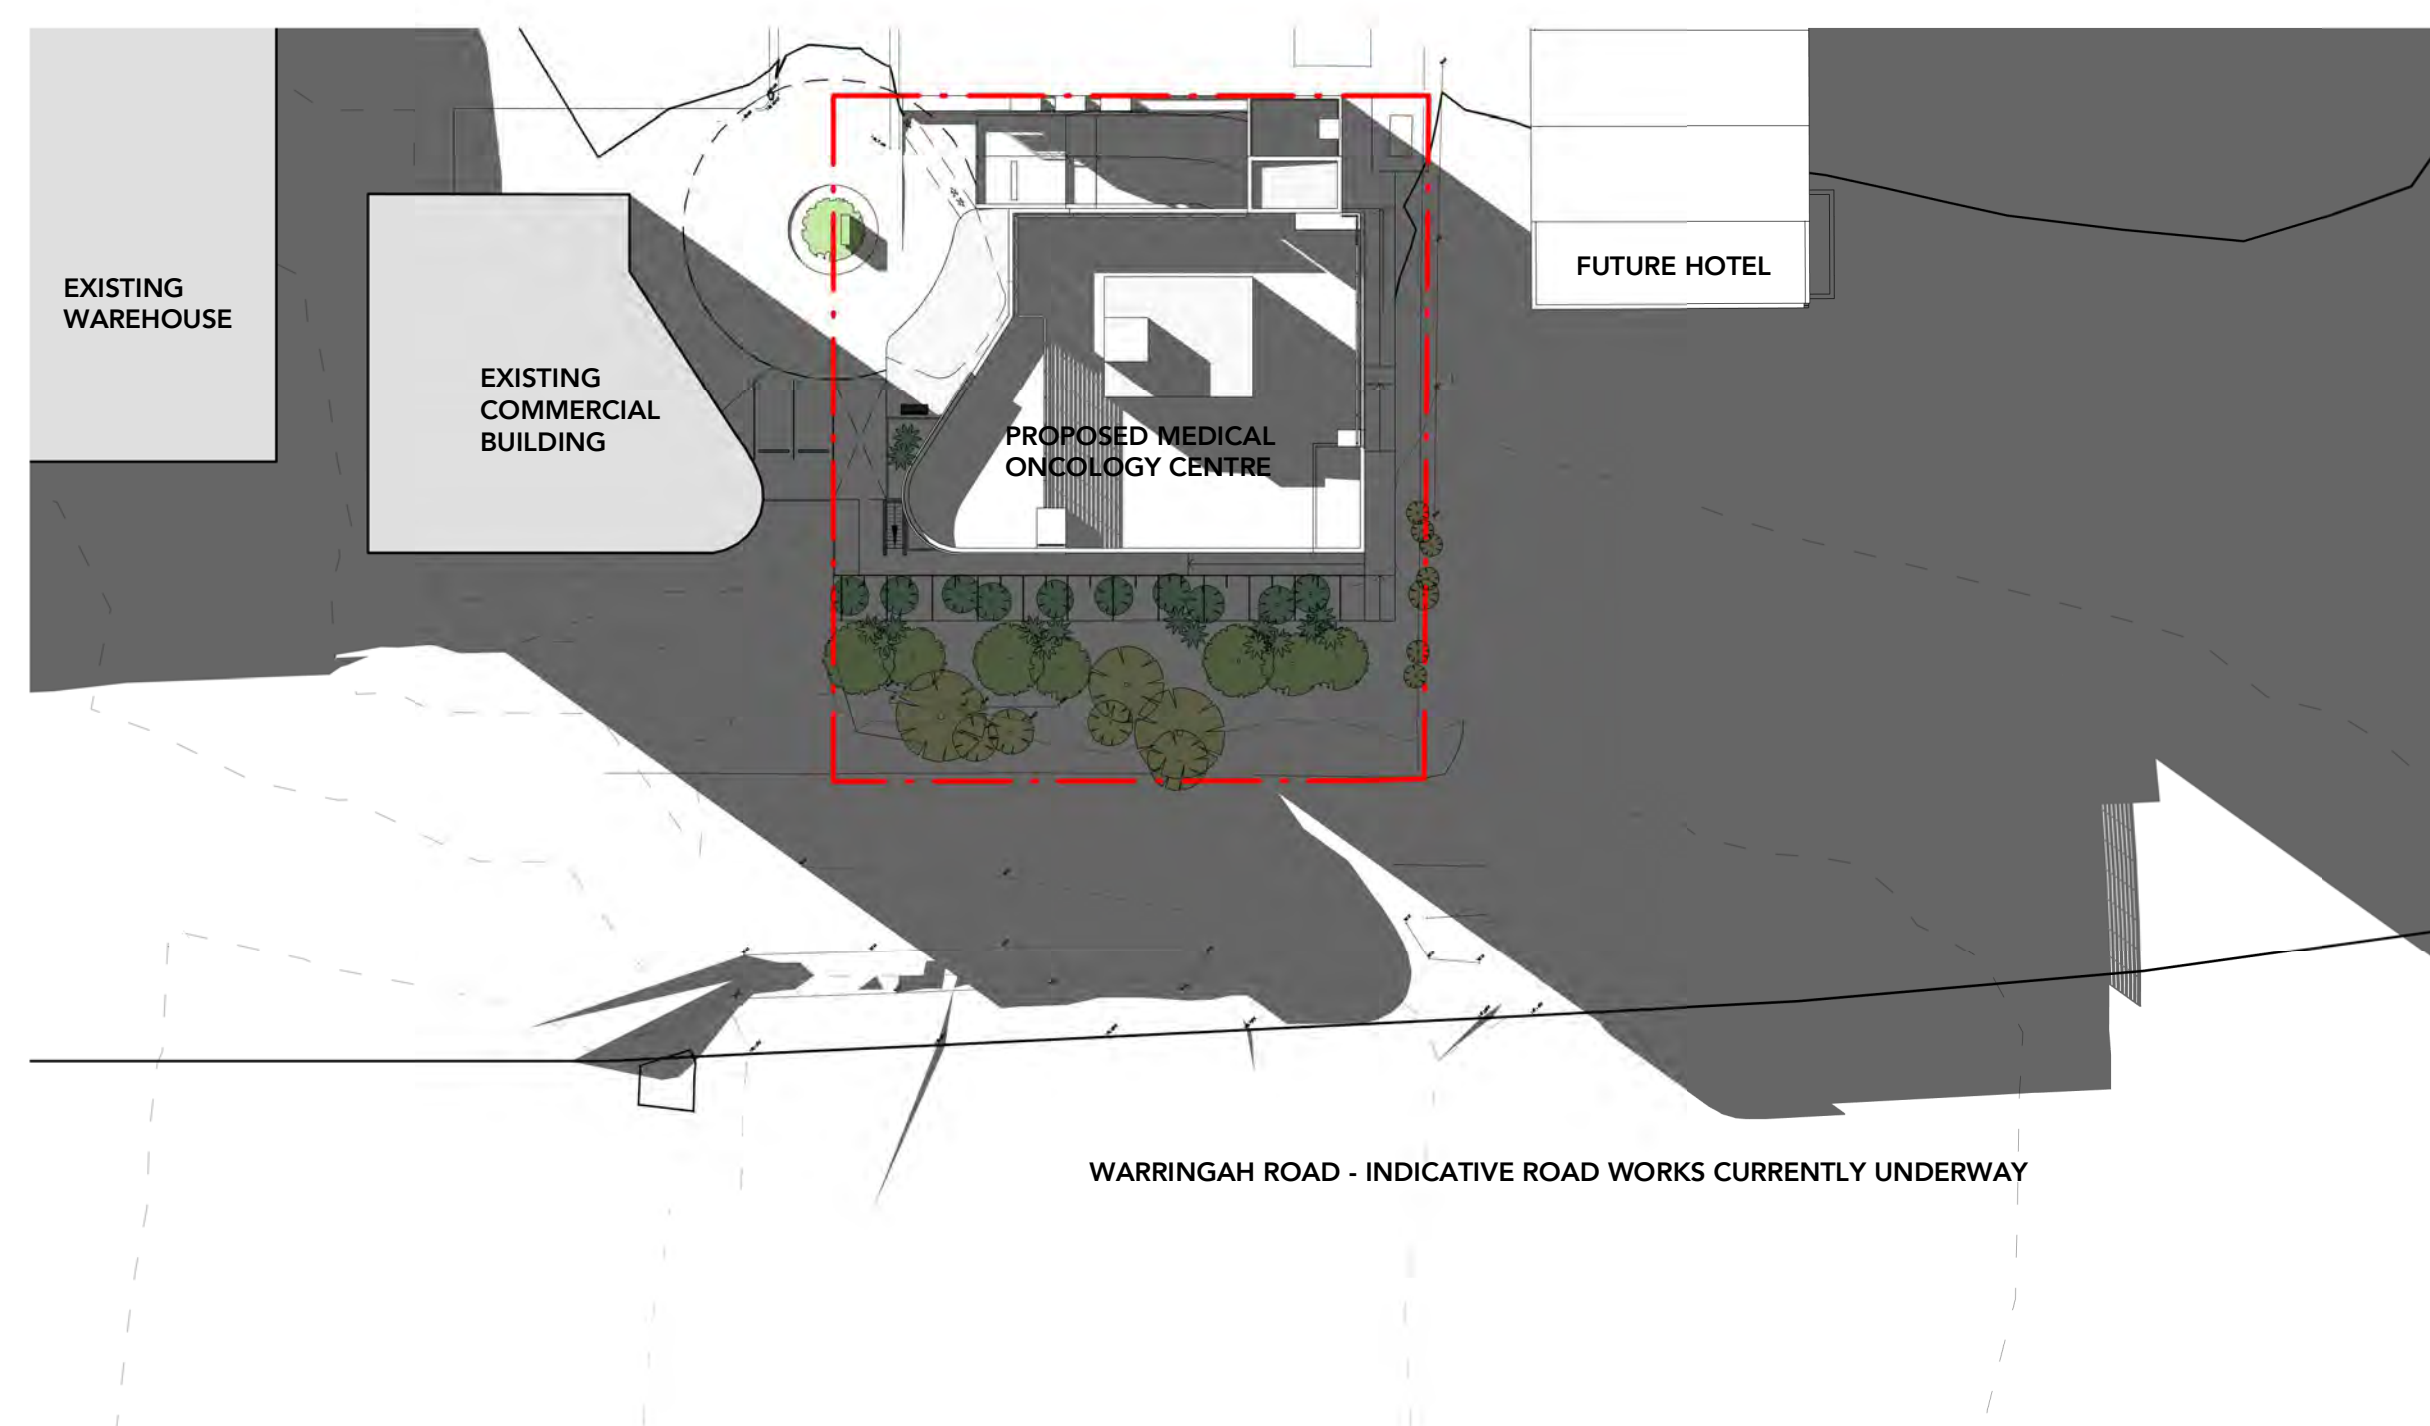 EXISTING
WAREHOUSE
EXISTING
COMMERCIAL
BUILDING
PROPOSED MEDICAL
ONCOLOGY CENTRE
FUTURE HOTEL
WARRINGAH ROAD - INDICATIVE ROAD WORKS CURRENTLY UNDERWAY